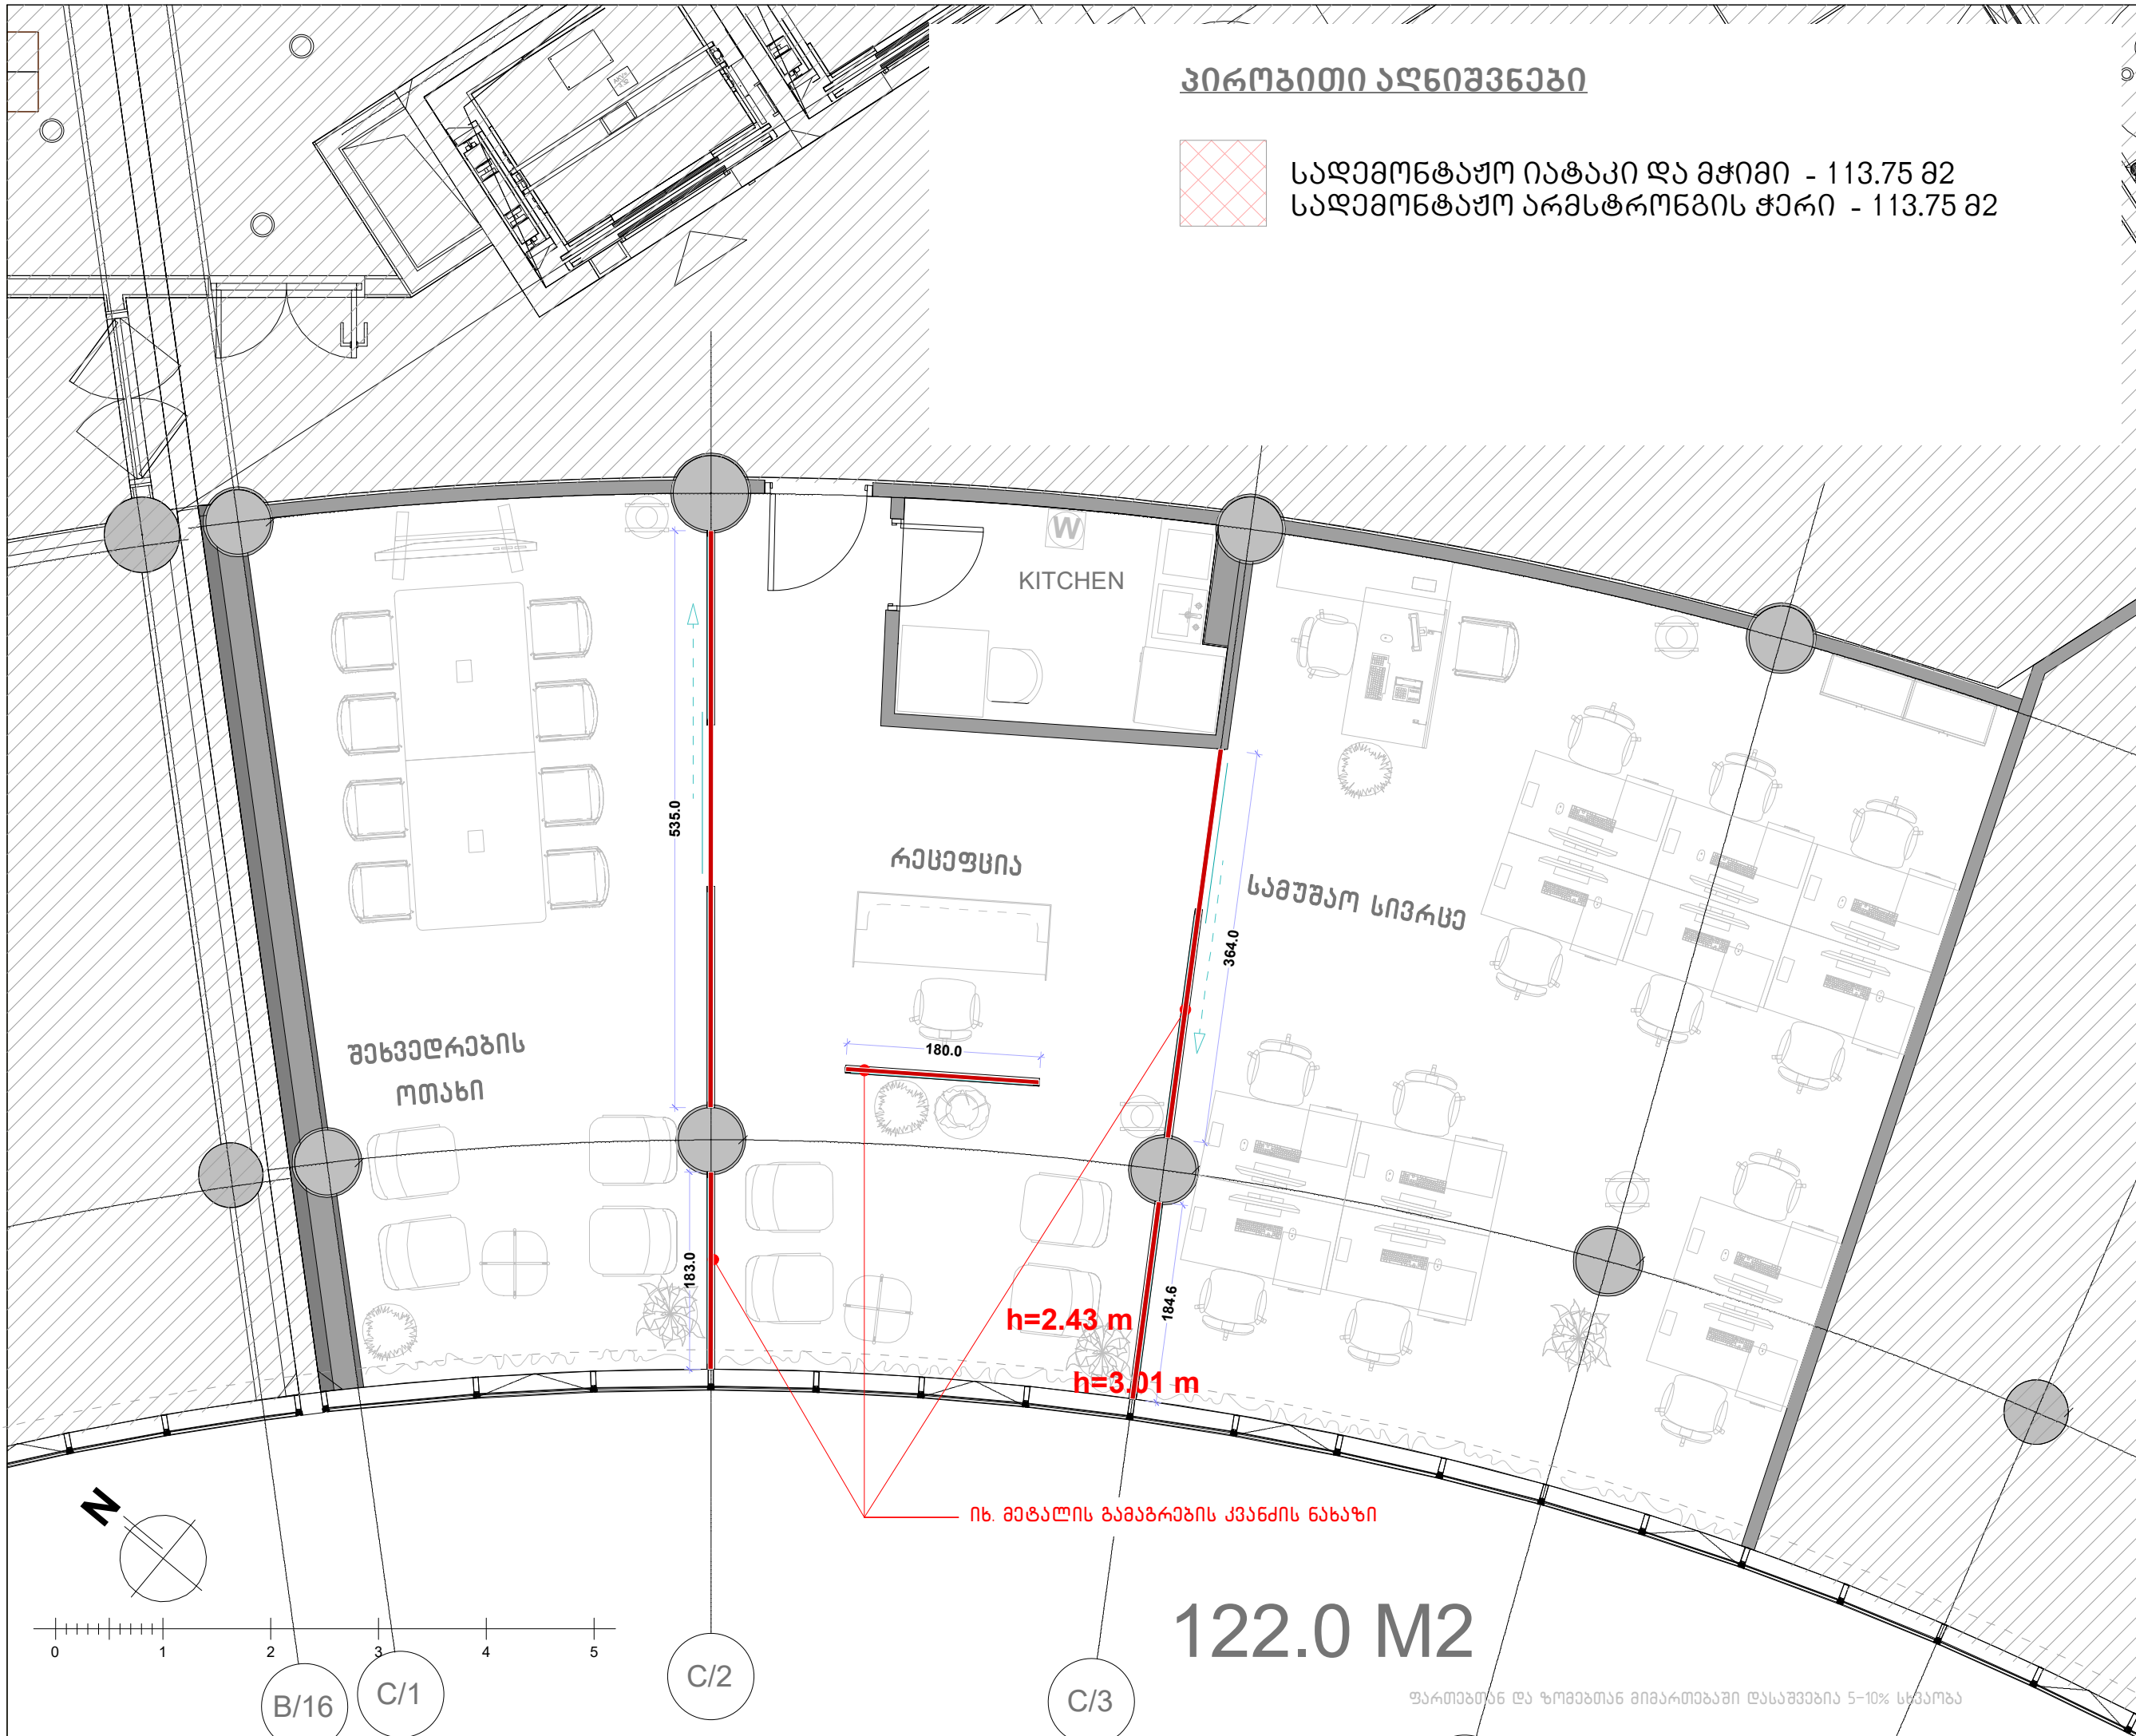 ᲞᲘᲠᲝᲑᲘᲗᲘ ᲐᲦᲜᲘᲨᲕᲜᲔᲑᲘ
ᲡᲐᲓᲔᲛᲝᲜᲢᲐᲟᲝ ᲘᲐᲢᲐᲙᲘ ᲓᲐ ᲛᲭᲘᲛᲘ - 113.75 Მ2
ᲡᲐᲓᲔᲛᲝᲜᲢᲐᲟᲝ ᲐᲠᲛᲡᲢᲠᲝᲜᲒᲘᲡ ᲭᲔᲠᲘ - 113.75 Მ2
W
KITCHEN
535.0
ᲠᲔᲪᲔᲤᲪᲘᲐ
ᲡᲐᲛᲣᲨᲐᲝ ᲡᲘᲕᲠᲪᲔ
364.0
ᲨᲔᲮᲕᲔᲓᲠᲔᲑᲘᲡ
ᲝᲗᲐᲮᲘ
180.0
183.0
184.6
h=2.43 m
h=3.01 m
ᲘᲮ. ᲛᲔᲢᲐᲚᲘᲡ ᲒᲐᲛᲐᲒᲠᲔᲑᲘᲡ ᲙᲕᲐᲜᲫᲘᲡ ᲜᲐᲮᲐᲖᲘ
N
0 1 2 3 4 5
122.0 M2
B/16
C/1
C/2
C/3
ᲤᲐᲠᲗᲔᲑᲗᲐᲜ ᲓᲐ ᲖᲝᲛᲔᲑᲗᲐᲜ ᲛᲘᲛᲐᲠᲗᲔᲑᲐᲨᲘ ᲓᲐᲡᲐᲨᲕᲔᲑᲘᲐ 5-10% ᲡᲮᲕᲐᲝᲑᲐ